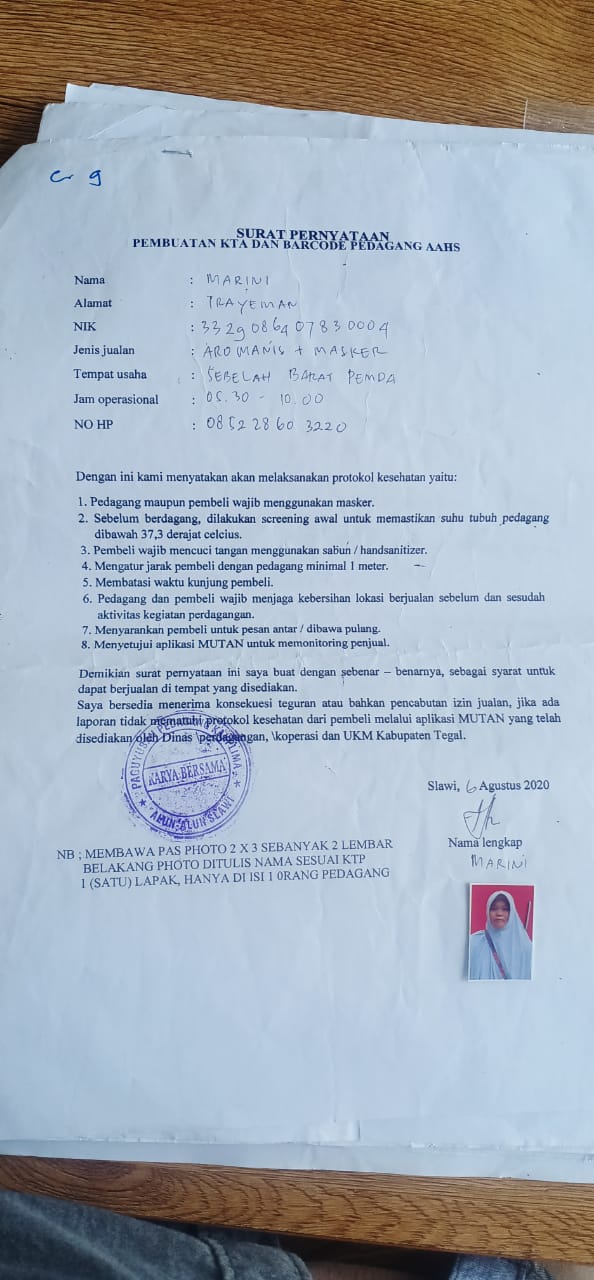 Cr 9
SURAT PERNYATAAN
PEMBUATAN KTA DAN BARCODE PEDAGANG AAHS
Nama : MARINI
Alamat : TRAYEMAN
NIK : 3329086407830004
Jenis jualan : AROMANIS + MASKER
Tempat usaha : SEBELAH BARAT PEMDA
Jam operasional : 05.30 - 10.00
NO HP : 0852 2860 3220
Dengan ini kami menyatakan akan melaksanakan protokol kesehatan yaitu:
1. Pedagang maupun pembeli wajib menggunakan masker.
2. Sebelum berdagang, dilakukan screening awal untuk memastikan suhu tubuh pedagang
dibawah 37,3 derajat celcius.
3. Pembeli wajib mencuci tangan menggunakan sabun / handsanitizer.
4. Mengatur jarak pembeli dengan pedagang minimal 1 meter.
5. Membatasi waktu kunjung pembeli.
6. Pedagang dan pembeli wajib menjaga kebersihan lokasi berjualan sebelum dan sesudah
aktivitas kegiatan perdagangan.
7. Menyarankan pembeli untuk pesan antar / dibawa pulang.
8. Menyetujui aplikasi MUTAN untuk memonitoring penjual.
Demikian surat pernyataan ini saya buat dengan sebenar – benarnya, sebagai syarat untuk
dapat berjualan di tempat yang disediakan.
Saya bersedia menerima konsekuesi teguran atau bahkan pencabutan izin jualan, jika ada
laporan tidak mematuhi protokol kesehatan dari pembeli melalui aplikasi MUTAN yang telah
disediakan oleh Dinas \perdagangan, \koperasi dan UKM Kabupaten Tegal.
KARYA BERSAMA
ALUN-ALUN SLAWI
Slawi, 6 Agustus 2020
Nama lengkap
MARINI
NB ; MEMBAWA PAS PHOTO 2 X 3 SEBANYAK 2 LEMBAR
BELAKANG PHOTO DITULIS NAMA SESUAI KTP
1 (SATU) LAPAK, HANYA DI ISI 1 0RANG PEDAGANG